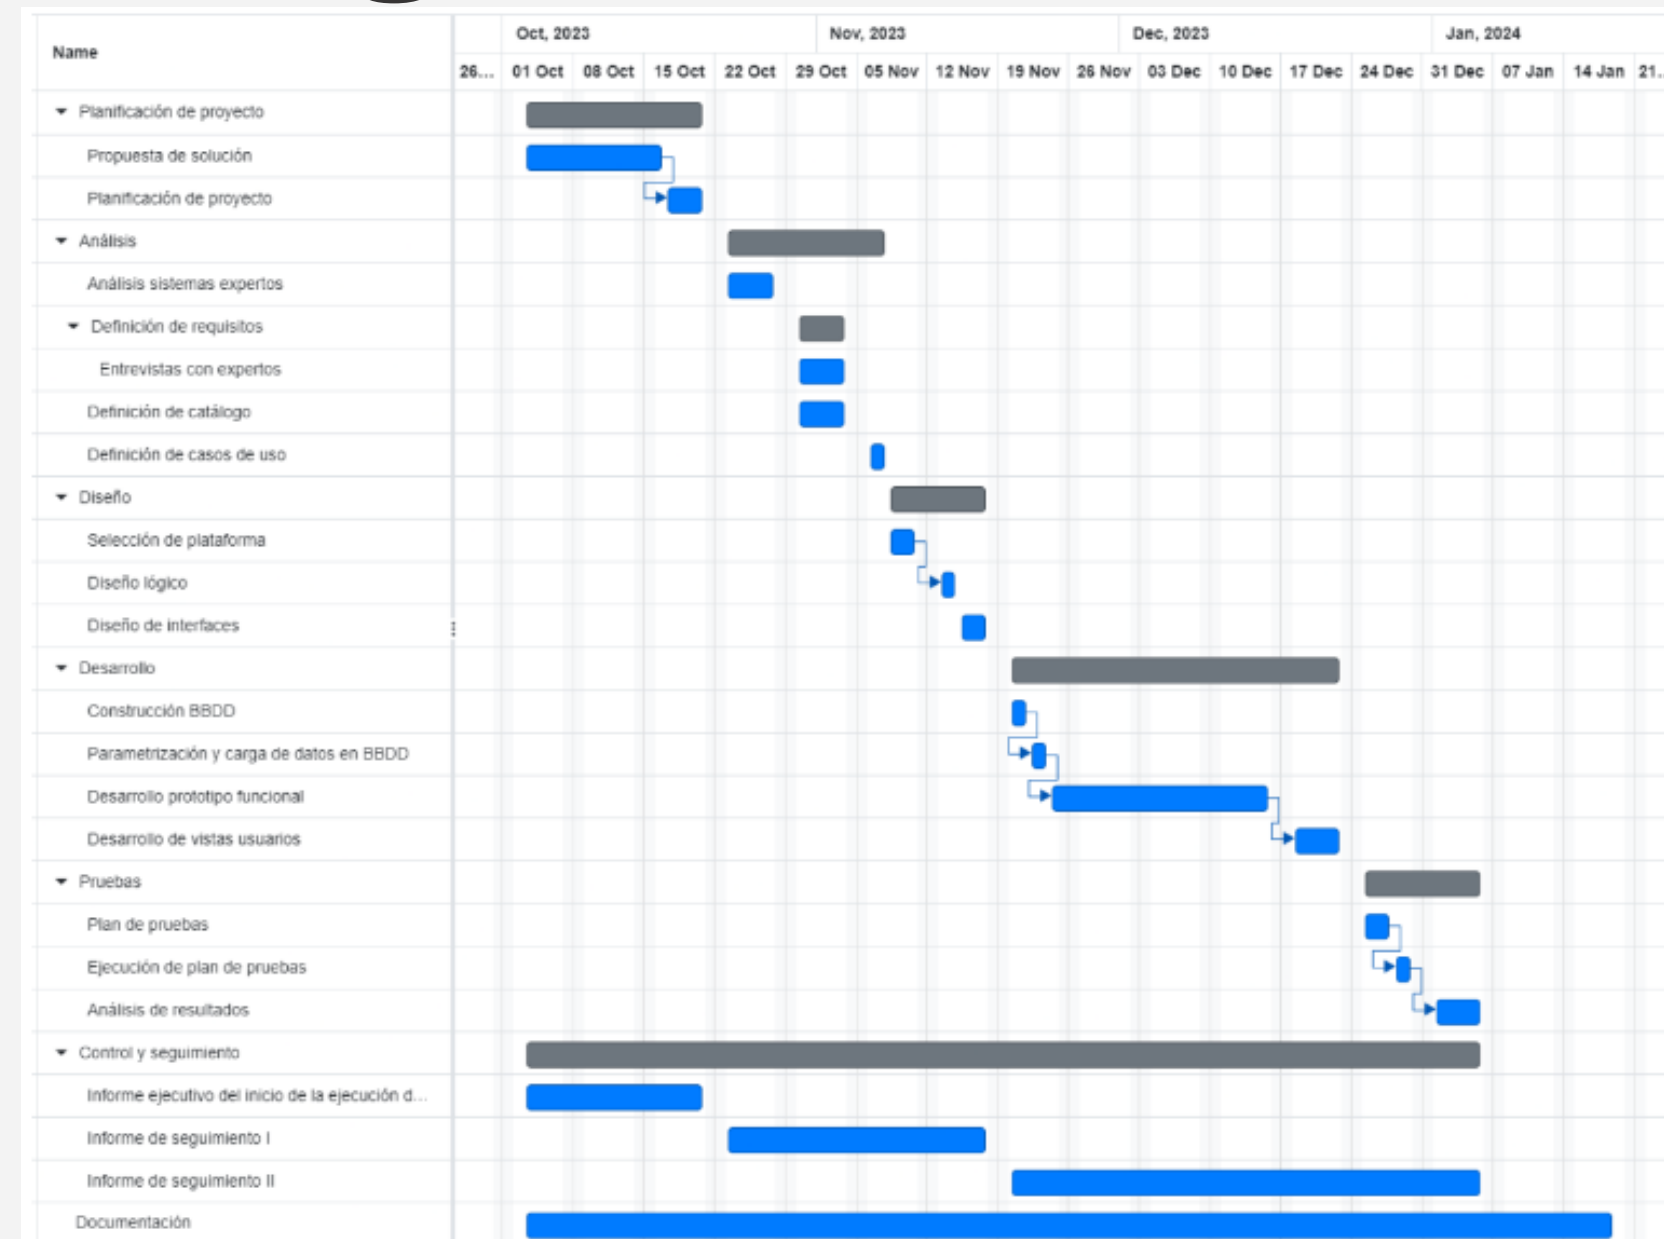 Name
Oct, 2023 Nov, 2023 Dec, 2023 Jan, 2024
26... 01 Oct 08 Oct 15 Oct 22 Oct 29 Oct 05 Nov 12 Nov 19 Nov 26 Nov 03 Dec 10 Dec 17 Dec 24 Dec 31 Dec 07 Jan 14 Jan 21..
Planificación de proyecto
Propuesta de solución
Planificación de proyecto
Análisis
Análisis sistemas expertos
Definición de requisitos
Entrevistas con expertos
Definición de catálogo
Definición de casos de uso
Diseño
Selección de plataforma
Diseño lógico
Diseño de interfaces
Desarrollo
Construcción BBDD
Parametrización y carga de datos en BBDD
Desarrollo prototipo funcional
Desarrollo de vistas usuarios
Pruebas
Plan de pruebas
Ejecución de plan de pruebas
Análisis de resultados
Control y seguimiento
Informe ejecutivo del inicio de la ejecución d...
Informe de seguimiento I
Informe de seguimiento II
Documentación